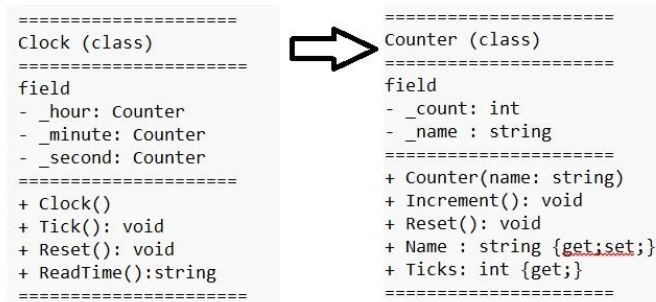 =====================
Clock (class)
======================
field
- _hour: Counter
- _minute: Counter
- _second: Counter
=====================
+ Clock()
+ Tick(): void
+ Reset(): void
+ ReadTime():string
======================
======================
Counter (class)
======================
field
- _count: int
- _name : string
======================
+ Counter(name: string)
+ Increment(): void
+ Reset(): void
+ Name : string {get;set;}
+ Ticks: int {get;}
======================